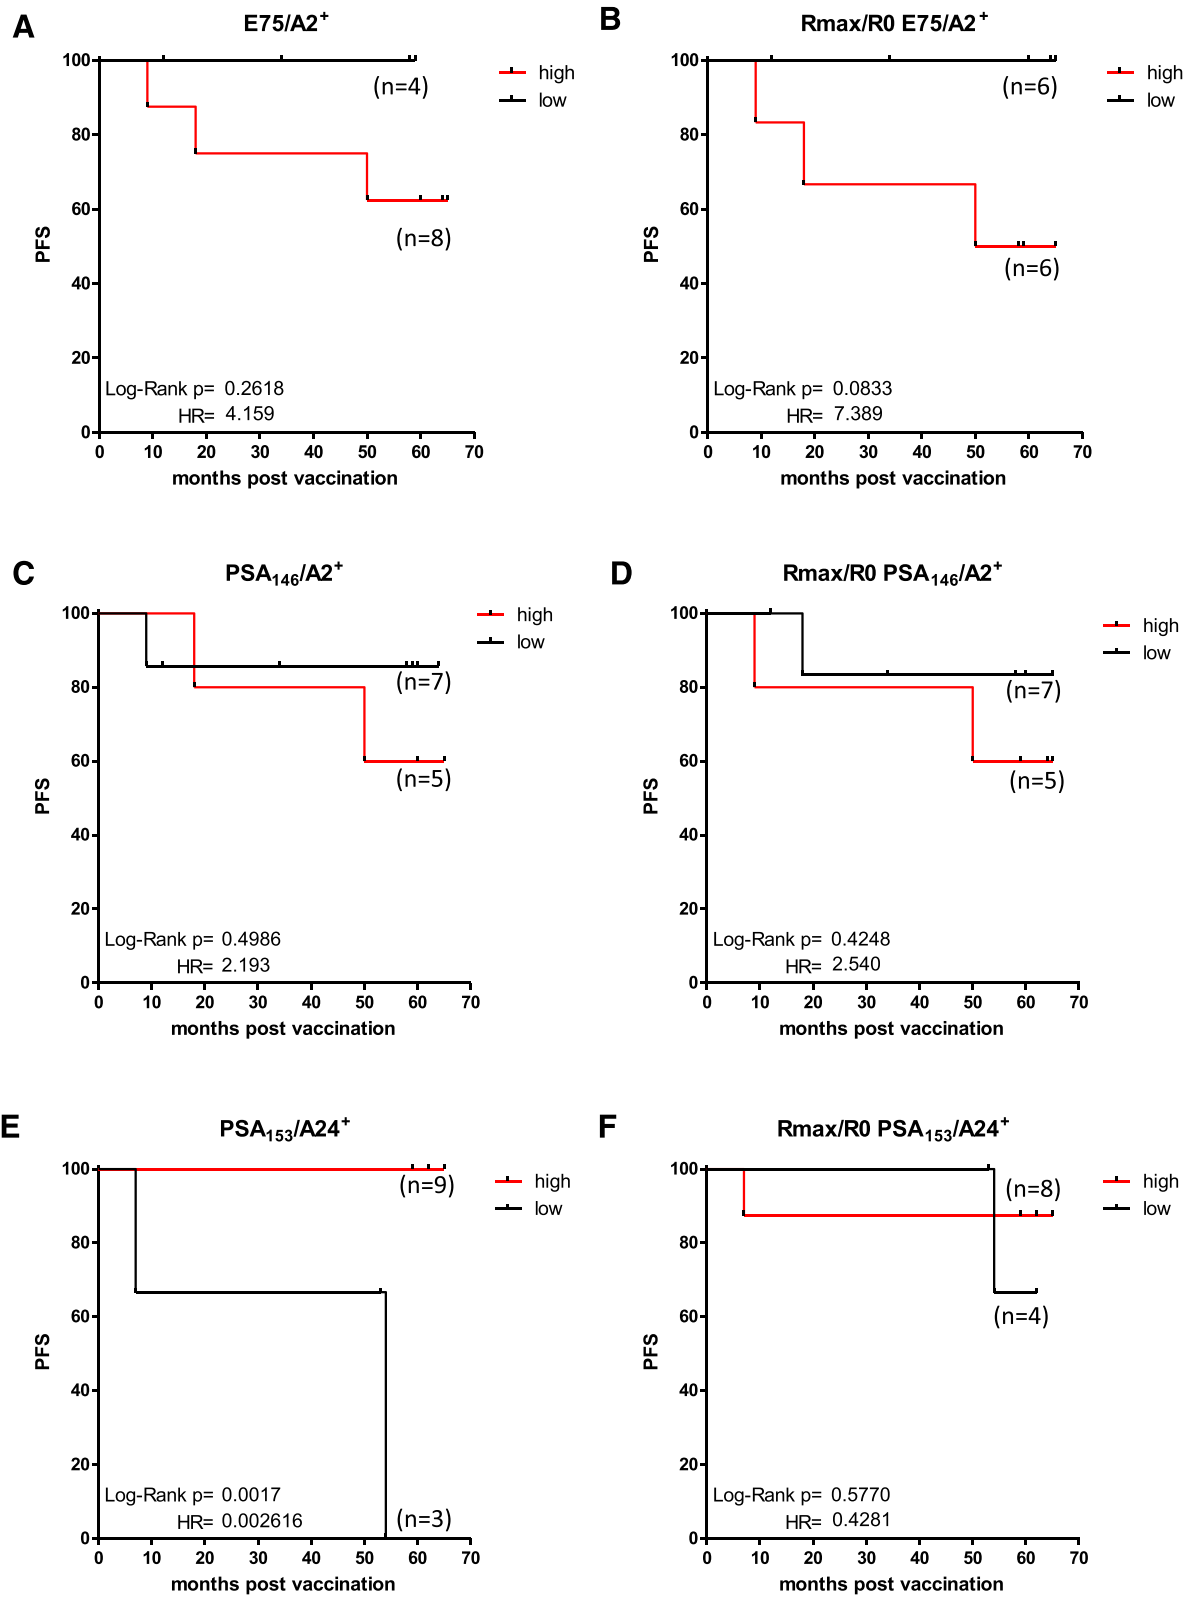 A
E75/A2+
100
80
60
40
20
0
PFS
(n=4)
(n=8)
high
low
Log-Rank p= 0.2618
HR= 4.159
0 10 20 30 40 50 60 70
months post vaccination
B
Rmax/R0 E75/A2+
100
80
60
40
20
0
PFS
(n=6)
(n=6)
high
low
Log-Rank p= 0.0833
HR= 7.389
0 10 20 30 40 50 60 70
months post vaccination
C
PSA146/A2+
100
80
60
40
20
0
PFS
(n=7)
(n=5)
high
low
Log-Rank p= 0.4986
HR= 2.193
0 10 20 30 40 50 60 70
months post vaccination
D
Rmax/R0 PSA146/A2+
100
80
60
40
20
0
PFS
(n=7)
(n=5)
high
low
Log-Rank p= 0.4248
HR= 2.540
0 10 20 30 40 50 60 70
months post vaccination
E
PSA153/A24+
100
80
60
40
20
0
PFS
(n=9)
(n=3)
high
low
Log-Rank p= 0.0017
HR= 0.002616
0 10 20 30 40 50 60 70
months post vaccination
F
Rmax/R0 PSA153/A24+
100
80
60
40
20
0
PFS
(n=8)
(n=4)
high
low
Log-Rank p= 0.5770
HR= 0.4281
0 10 20 30 40 50 60 70
months post vaccination